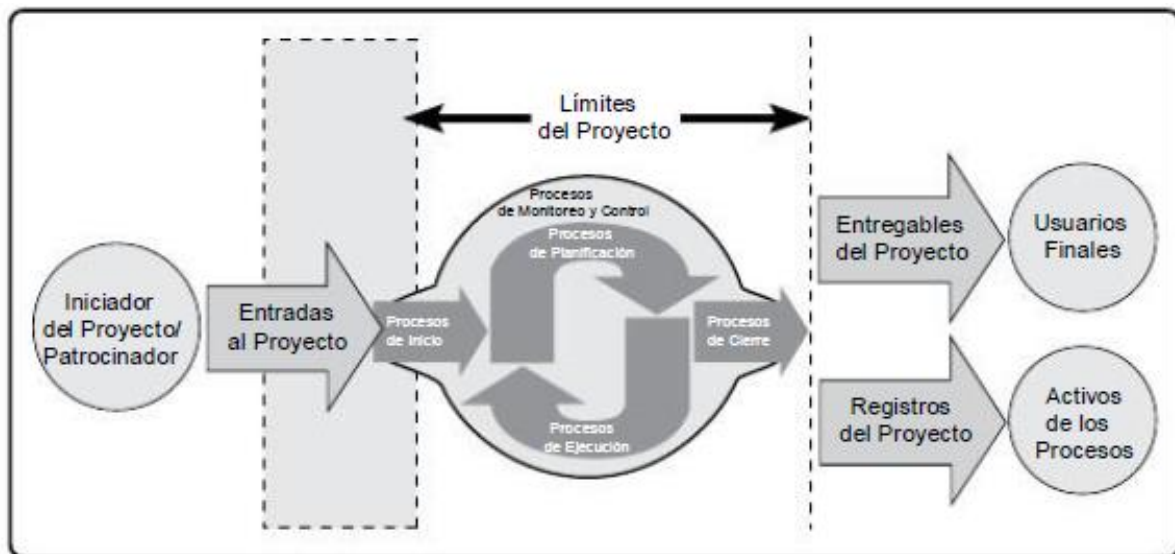 Límites
del Proyecto
Procesos
de Monitoreo y Control
Procesos
de Planificación
Iniciador
del Proyecto/
Patrocinador
Entradas
al Proyecto
Procesos
de Inicio
Procesos
de Cierre
Procesos
de Ejecución
Entregables
del Proyecto
Usuarios
Finales
Registros
del Proyecto
Activos
de los
Procesos